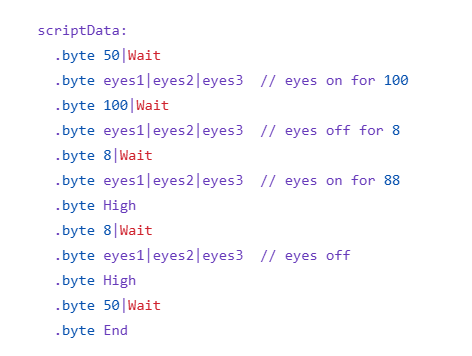 scriptData:
.byte 50|Wait
.byte eyes1|eyes2|eyes3  // eyes on for 100
.byte 100|Wait
.byte eyes1|eyes2|eyes3  // eyes off for 8
.byte 8|Wait
.byte eyes1|eyes2|eyes3  // eyes on for 88
.byte High
.byte 8|Wait
.byte eyes1|eyes2|eyes3  // eyes off
.byte High
.byte 50|Wait
.byte End